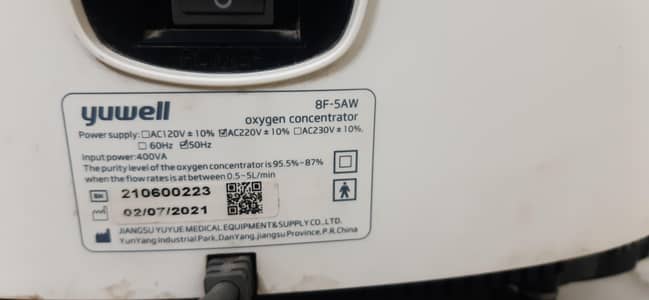 O
POWER
yuwell
8F-5AW
oxygen concentrator
Power supply: ☐AC120V±10% ☑AC220V±10% ☐AC230V±10%,
☐ 60Hz ☑50Hz
Input power:400VA
The purity level of the oxygen concentrator is 95.5%~87%
when the flow rates is at between 0.5~5L/min
SN 210600223
02/07/2021
JIANGSU YUYUE MEDICAL EQUIPMENT&SUPPLY CO., LTD.
YunYang Industrial Park, DanYang, Jiangsu Province, P.R.China